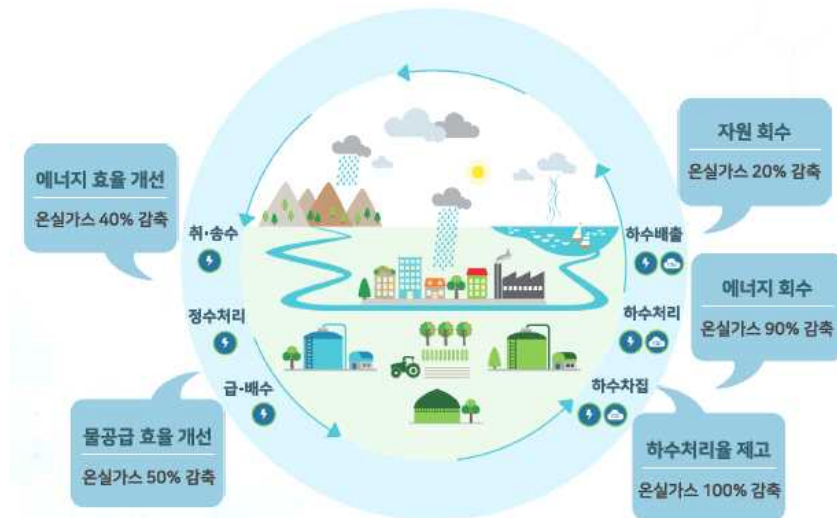 자원 회수
온실가스 20% 감축
에너지 효율 개선
온실가스 40% 감축
취·송수
하수배출
에너지 회수
온실가스 90% 감축
정수처리
하수처리
급·배수
하수차집
물공급 효율 개선
온실가스 50% 감축
하수처리율 제고
온실가스 100% 감축